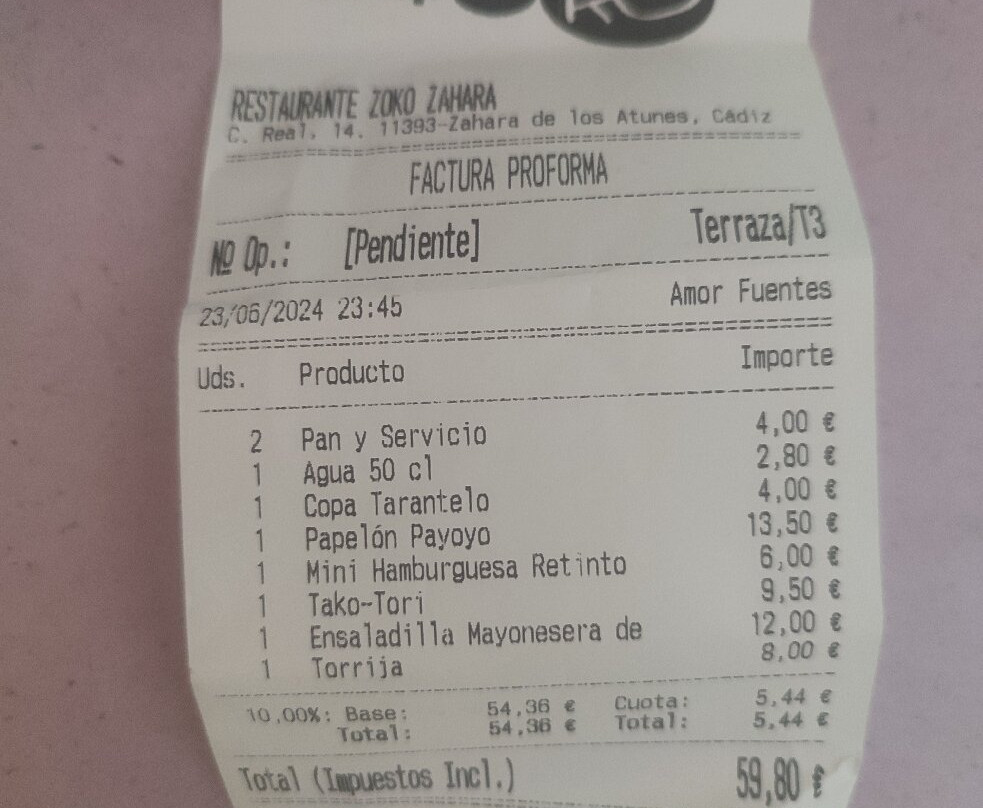 RESTAURANTE ZOKO ZAHARA
C. Real, 14. 11393-Zahara de los Atunes, Cádiz
FACTURA PROFORMA
Nº Op.: [Pendiente] Terraza/T3
23/06/2024 23:45 Amor Fuentes
Uds. Producto Importe
2 Pan y Servicio 4,00 €
1 Agua 50 cl 2,80 €
1 Copa Tarantelo 4,00 €
1 Papelón Payoyo 13,50 €
1 Mini Hamburguesa Retinto 6,00 €
1 Tako-Tori 9,50 €
1 Ensaladilla Mayonesera de 12,00 €
1 Torrija 8,00 €
10,00%: Base: 54,36 € Cuota: 5,44 €
Total: 54,36 € Total: 5,44 €
Total (Impuestos Incl.) 59,80 €